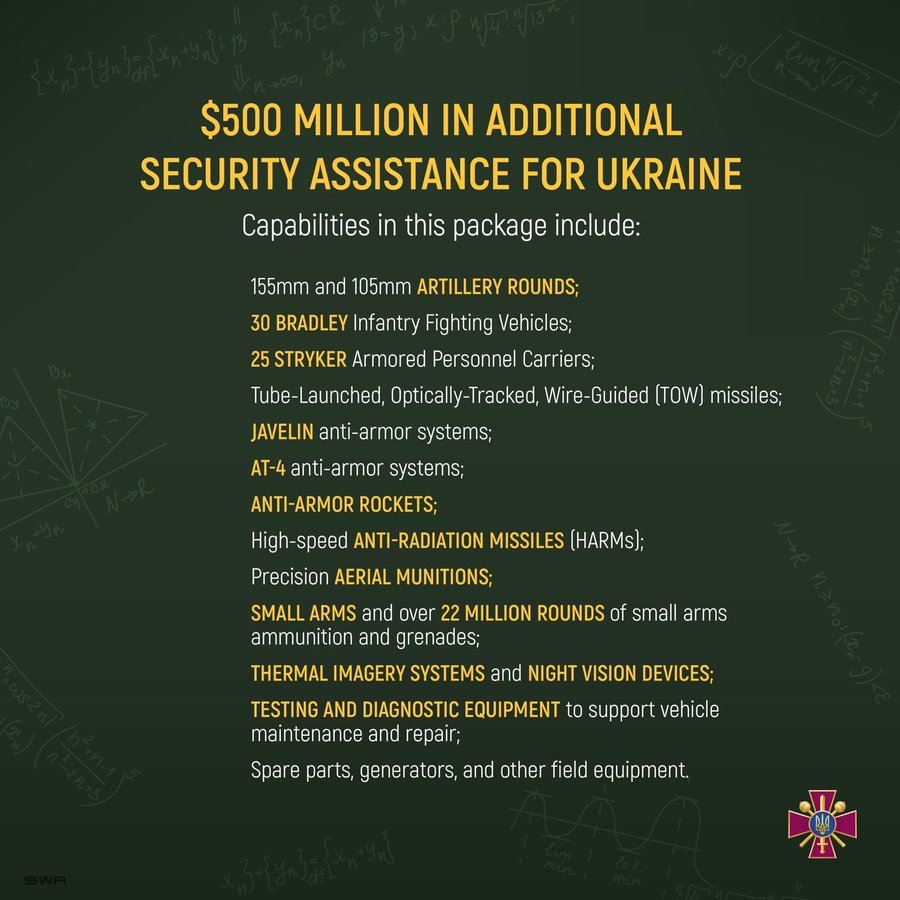 $500 MILLION IN ADDITIONAL
SECURITY ASSISTANCE FOR UKRAINE
Capabilities in this package include:
155mm and 105mm ARTILLERY ROUNDS;
30 BRADLEY Infantry Fighting Vehicles;
25 STRYKER Armored Personnel Carriers;
Tube-Launched, Optically-Tracked, Wire-Guided (TOW) missiles;
JAVELIN anti-armor systems;
AT-4 anti-armor systems;
ANTI-ARMOR ROCKETS;
High-speed ANTI-RADIATION MISSILES (HARMs);
Precision AERIAL MUNITIONS;
SMALL ARMS and over 22 MILLION ROUNDS of small arms
ammunition and grenades;
THERMAL IMAGERY SYSTEMS and NIGHT VISION DEVICES;
TESTING AND DIAGNOSTIC EQUIPMENT to support vehicle
maintenance and repair;
Spare parts, generators, and other field equipment.
SWR